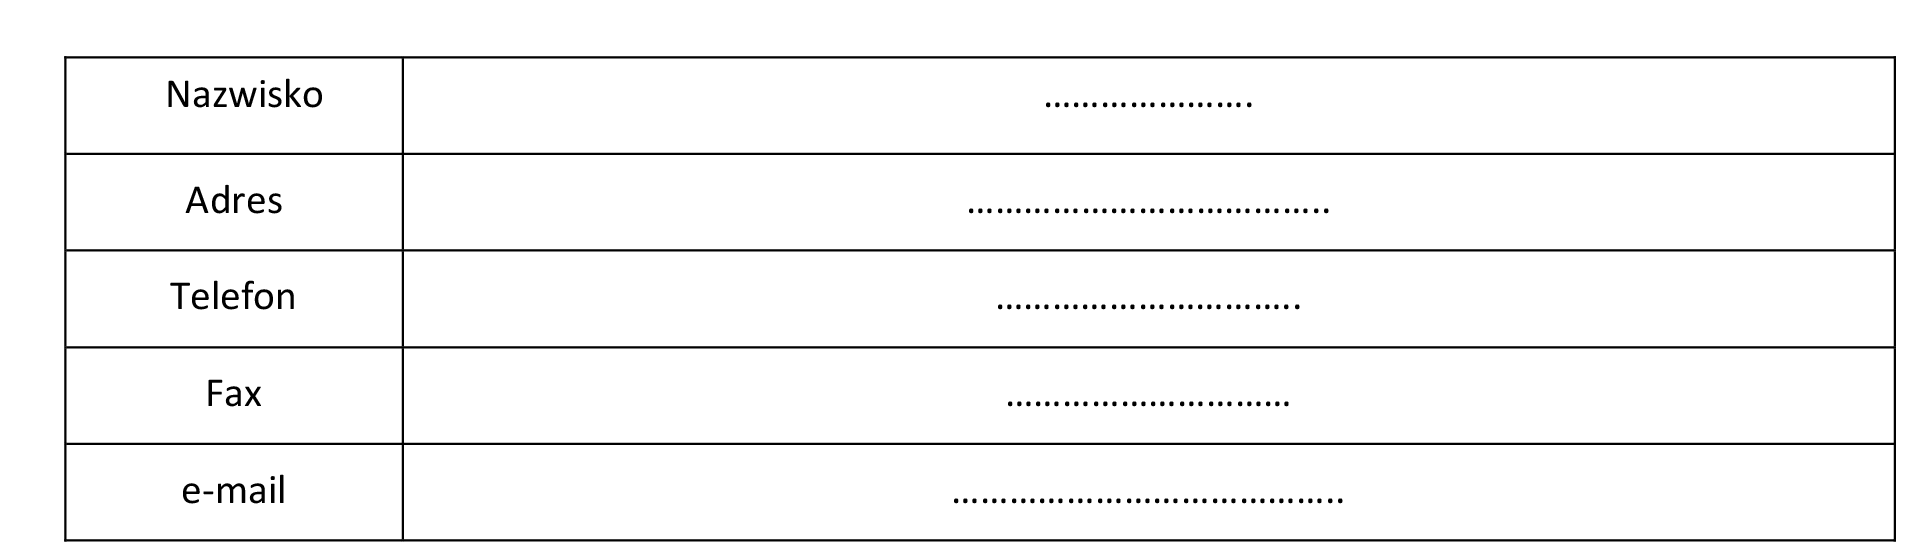 Nazwisko ………………….
Adres ………………………………..
Telefon …………………………..
Fax …………………………
e-mail …………………………………..